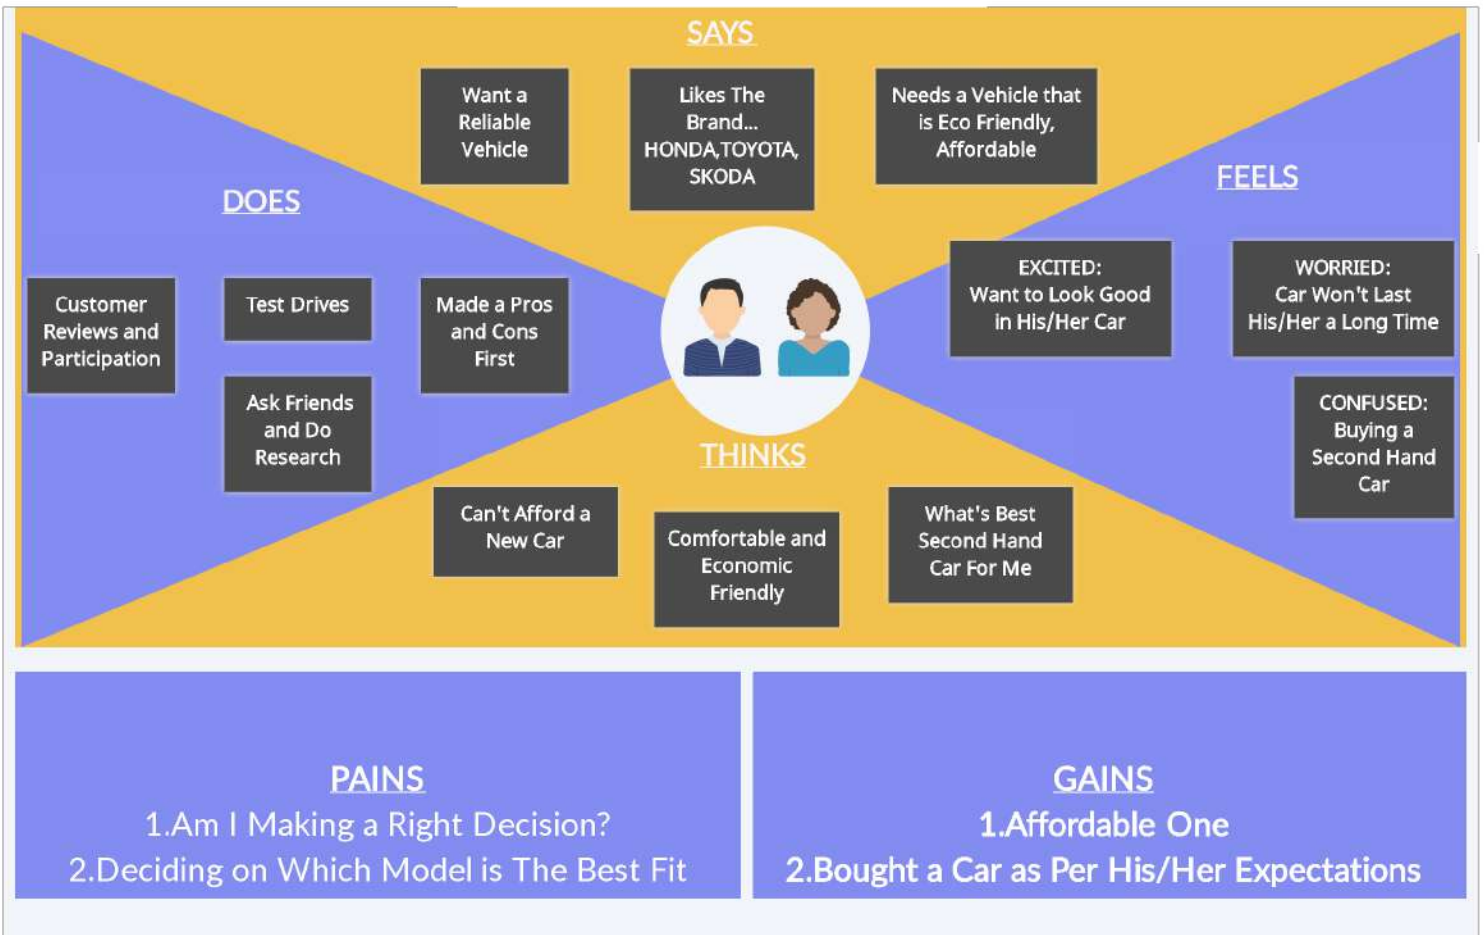 SAYS
Want a
Reliable
Vehicle
Likes The
Brand...
HONDA,TOYOTA,
SKODA
Needs a Vehicle that
is Eco Friendly,
Affordable
DOES
Customer
Reviews and
Participation
Test Drives
Ask Friends
and Do
Research
Made a Pros
and Cons
First
FEELS
EXCITED:
Want to Look Good
in His/Her Car
WORRIED:
Car Won't Last
His/Her a Long Time
CONFUSED:
Buying a
Second Hand
Car
THINKS
Can't Afford a
New Car
Comfortable and
Economic
Friendly
What's Best
Second Hand
Car For Me
PAINS
1.Am I Making a Right Decision?
2.Deciding on Which Model is The Best Fit
GAINS
1.Affordable One
2.Bought a Car as Per His/Her Expectations